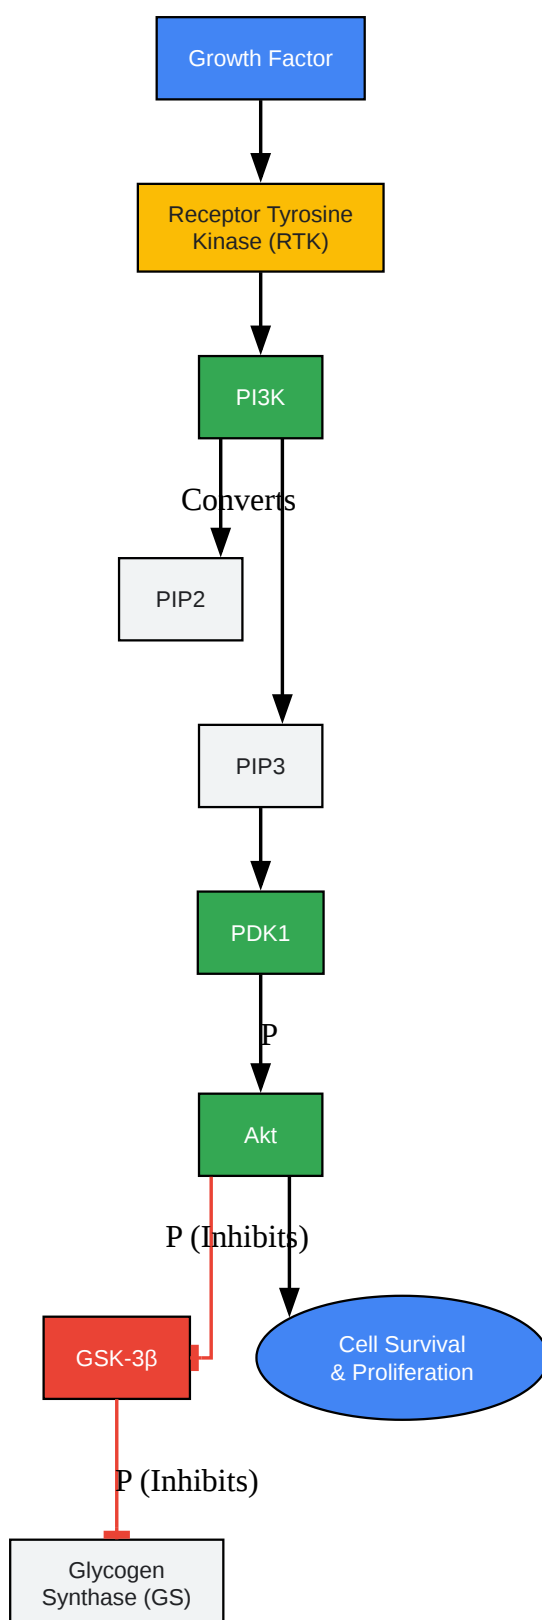 Growth Factor
Receptor Tyrosine
Kinase (RTK)
PI3K
Converts
PIP2
PIP3
PDK1
P
Akt
P (Inhibits)
GSK-3β
Cell Survival
& Proliferation
P (Inhibits)
Glycogen
Synthase (GS)